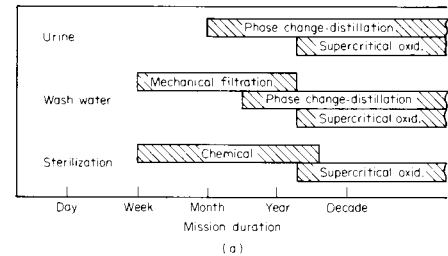 Urine
Phase change-distillation
Supercritical oxid.
Wash water
Mechanical filtration
Phase change-distillation
Supercritical oxid.
Sterilization
Chemical
Supercritical oxid.
Day Week Month Year Decade
Mission duration
(a)